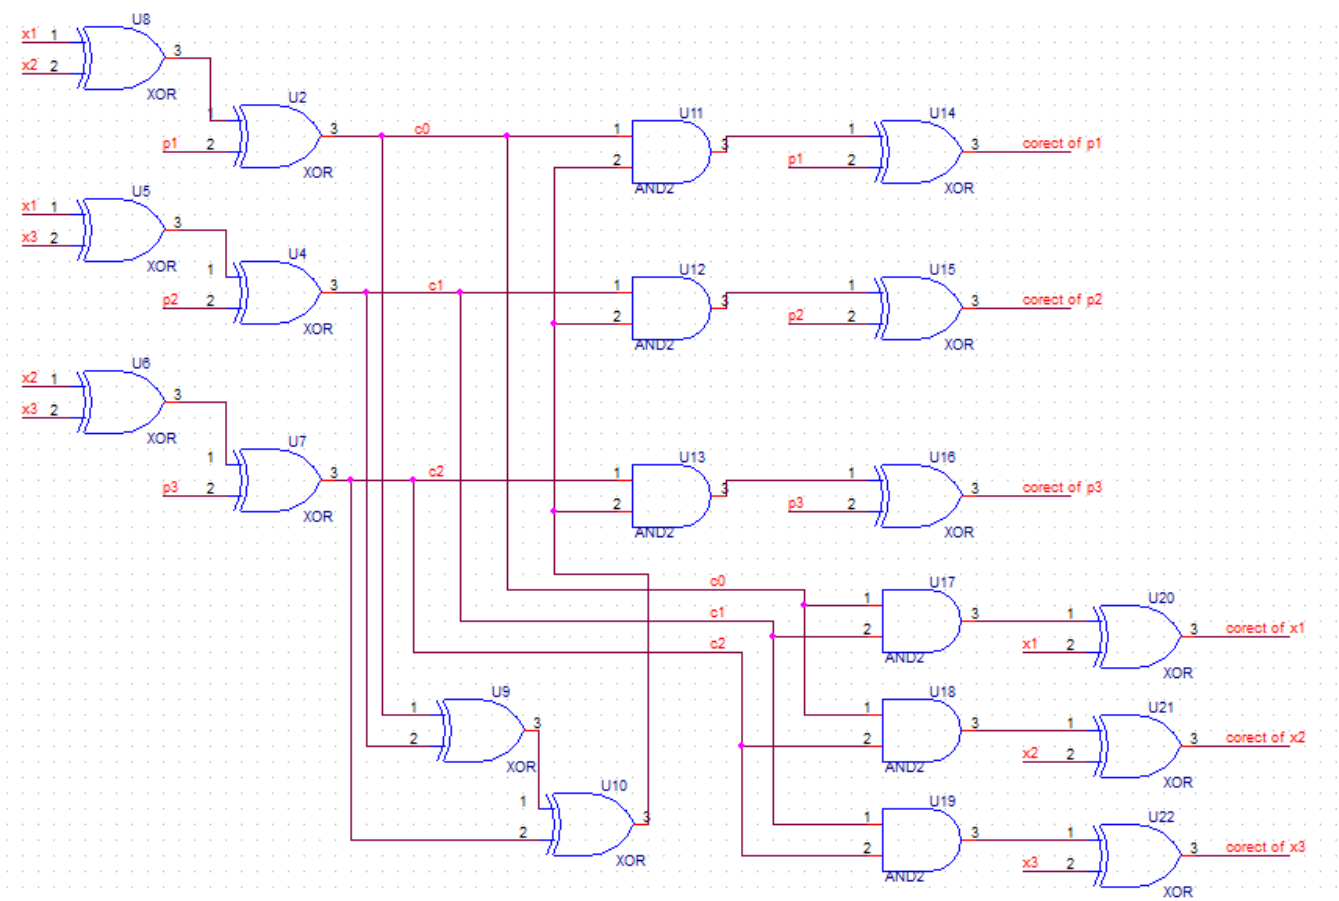 U8
x1 1
x2 2
3
XOR
U2
1
p1 2
3
XOR
c0
U11
1
2
3
AND2
U14
1
p1 2
3
XOR
corect of p1
U5
x1 1
x3 2
3
XOR
U4
1
p2 2
3
XOR
c1
U12
1
2
3
AND2
U15
1
p2 2
3
XOR
corect of p2
U6
x2 1
x3 2
3
XOR
U7
1
p3 2
3
XOR
c2
U13
1
2
3
AND2
U16
1
p3 2
3
XOR
corect of p3
c0
c1
c2
U17
1
2
3
AND2
U20
1
x1 2
3
XOR
corect of x1
U9
1
2
3
XOR
U18
1
2
3
AND2
U21
1
x2 2
3
XOR
corect of x2
U10
1
2
3
XOR
U19
1
2
3
AND2
U22
1
x3 2
3
XOR
corect of x3